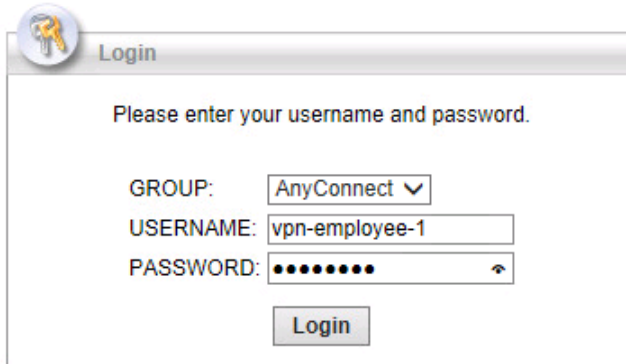 Login
Please enter your username and password.
GROUP: AnyConnect
USERNAME: vpn-employee-1
PASSWORD: ●●●●●●●●
Login